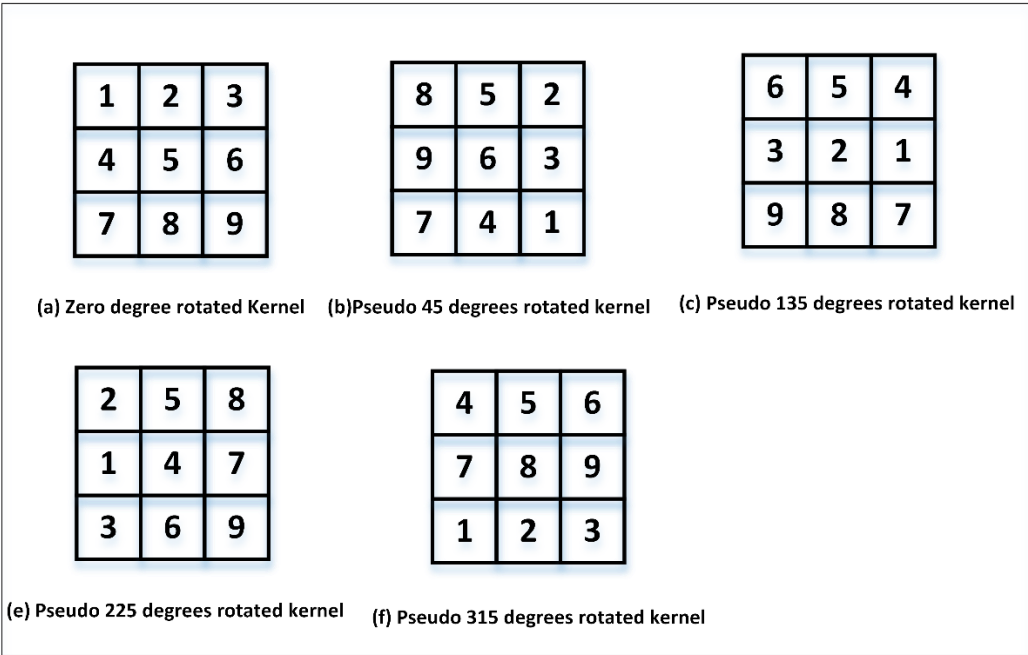 1 2 3
4 5 6
7 8 9
(a) Zero degree rotated Kernel
8 5 2
9 6 3
7 4 1
(b)Pseudo 45 degrees rotated kernel
6 5 4
3 2 1
9 8 7
(c) Pseudo 135 degrees rotated kernel
2 5 8
1 4 7
3 6 9
(e) Pseudo 225 degrees rotated kernel
4 5 6
7 8 9
1 2 3
(f) Pseudo 315 degrees rotated kernel